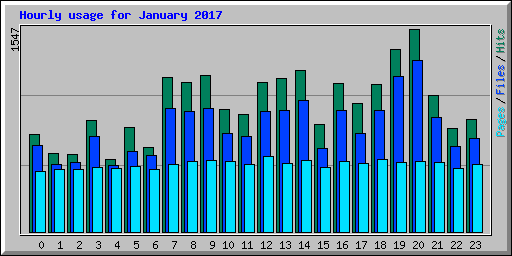 Hourly usage for January 2017
1547
Pages/Files/Hits
0 1 2 3 4 5 6 7 8 9 10 11 12 13 14 15 16 17 18 19 20 21 22 23